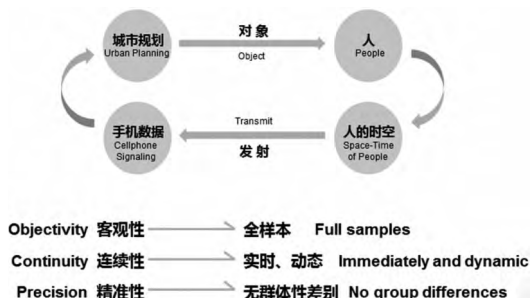 城市规划
Urban Planning
对 象
Object
人
People
手机数据
Cellphone
Signaling
Transmit
发 射
人的时空
Space-Time
of People
Objectivity 客观性 全样本 Full samples
Continuity 连续性 实时、动态 Immediately and dynamic
Precision 精准性 无群体性差别 No group differences